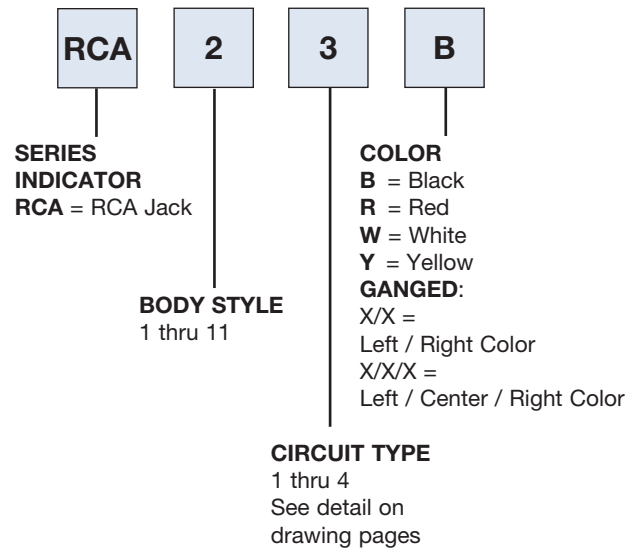 RCA 2 3 B
SERIES
INDICATOR
RCA = RCA Jack
BODY STYLE
1 thru 11
CIRCUIT TYPE
1 thru 4
See detail on
drawing pages
COLOR
B = Black
R = Red
W = White
Y = Yellow
GANGED:
X/X =
Left / Right Color
X/X/X =
Left / Center / Right Color